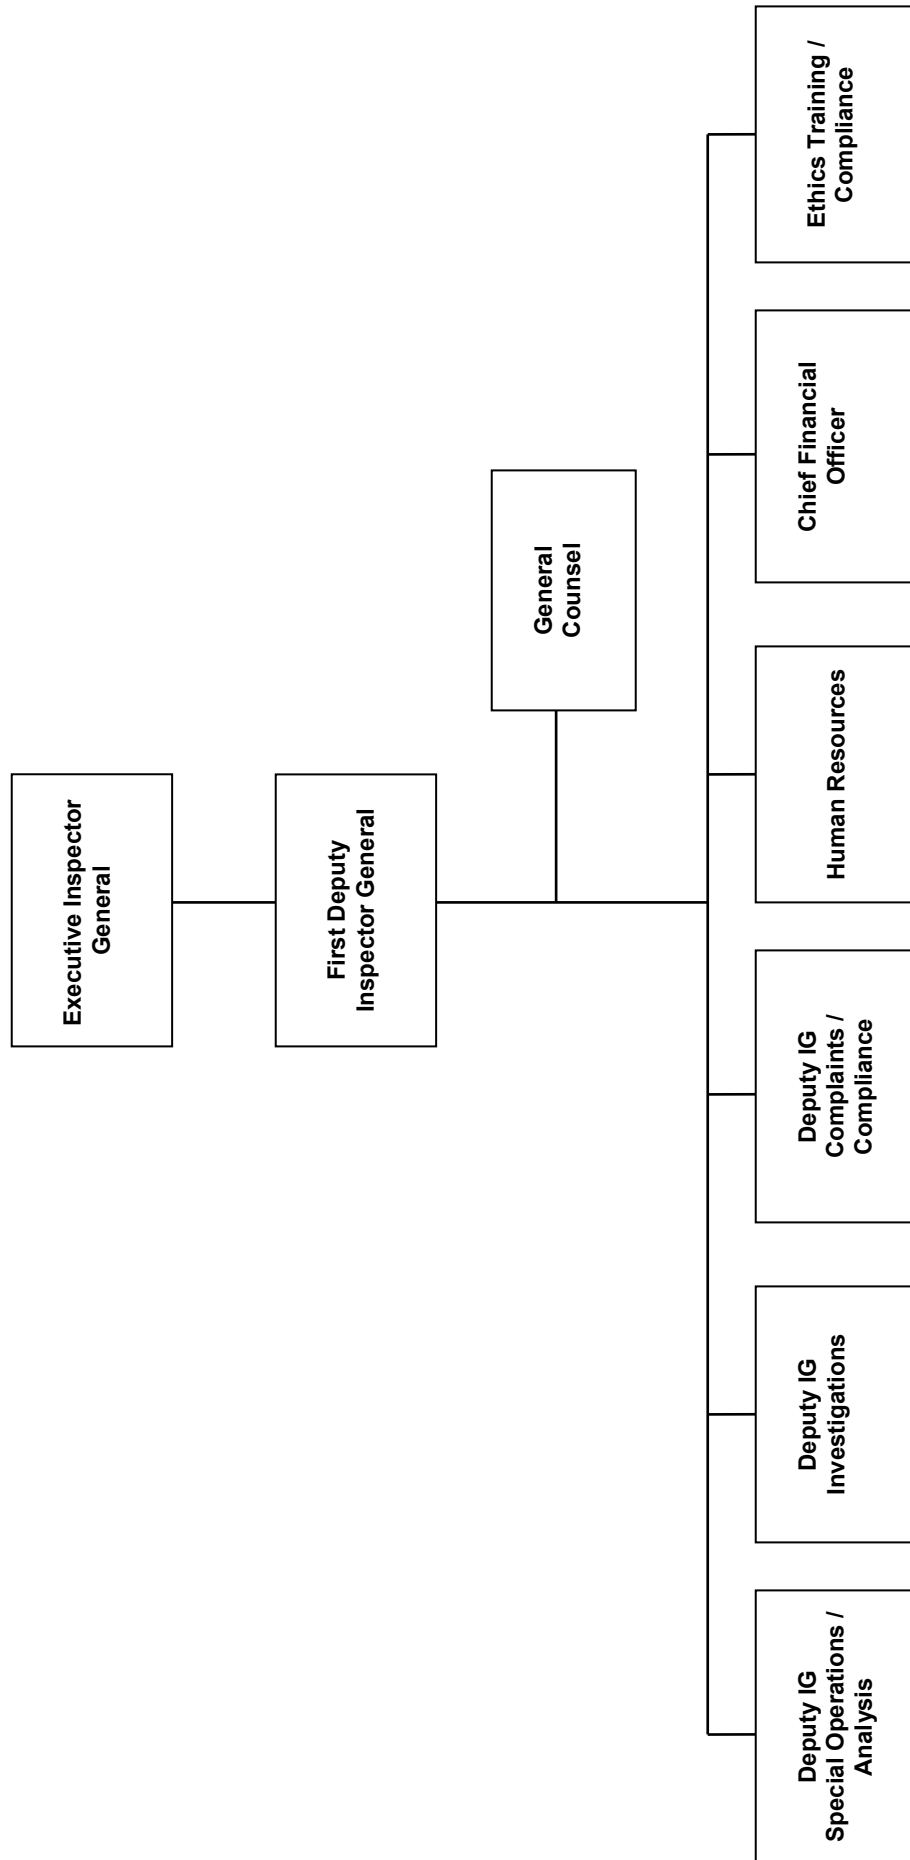 Executive Inspector
General
First Deputy
Inspector General
General
Counsel
Deputy IG
Special Operations /
Analysis
Deputy IG
Investigations
Deputy IG
Complaints /
Compliance
Human Resources
Chief Financial
Officer
Ethics Training /
Compliance